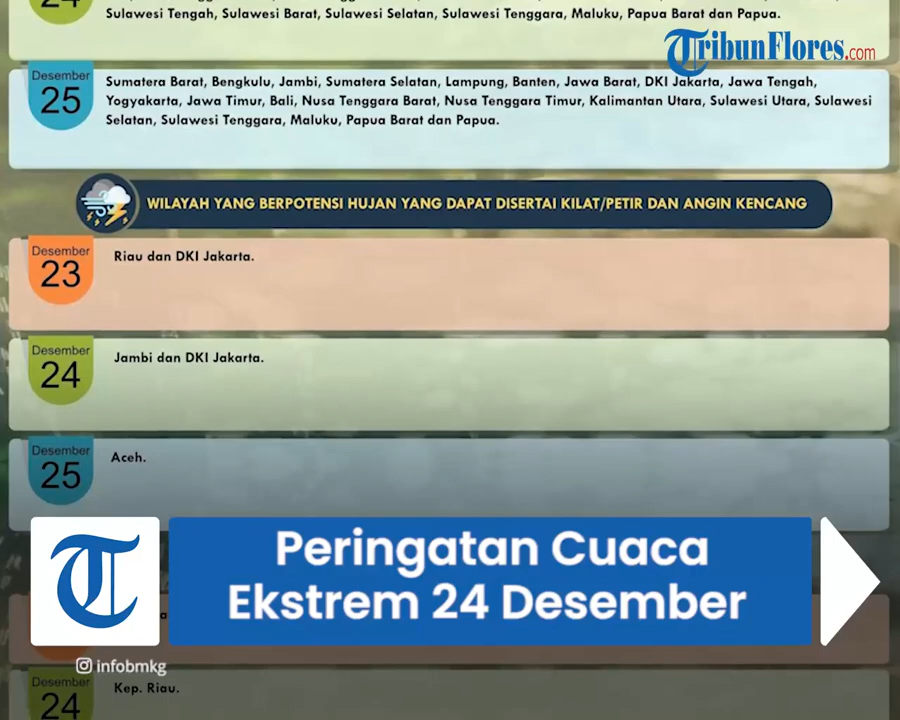 24
Sulawesi Tengah, Sulawesi Barat, Sulawesi Selatan, Sulawesi Tenggara, Maluku, Papua Barat dan Papua.
TribunFlores.com
Desember
25
Sumatera Barat, Bengkulu, Jambi, Sumatera Selatan, Lampung, Banten, Jawa Barat, DKI Jakarta, Jawa Tengah,
Yogyakarta, Jawa Timur, Bali, Nusa Tenggara Barat, Nusa Tenggara Timur, Kalimantan Utara, Sulawesi Utara, Sulawesi
Selatan, Sulawesi Tenggara, Maluku, Papua Barat dan Papua.
WILAYAH YANG BERPOTENSI HUJAN YANG DAPAT DISERTAI KILAT/PETIR DAN ANGIN KENCANG
Desember
23
Riau dan DKI Jakarta.
Desember
24
Jambi dan DKI Jakarta.
Desember
25
Aceh.
T
Peringatan Cuaca
Ekstrem 24 Desember
infobmkg
Desember
24
Kep. Riau.